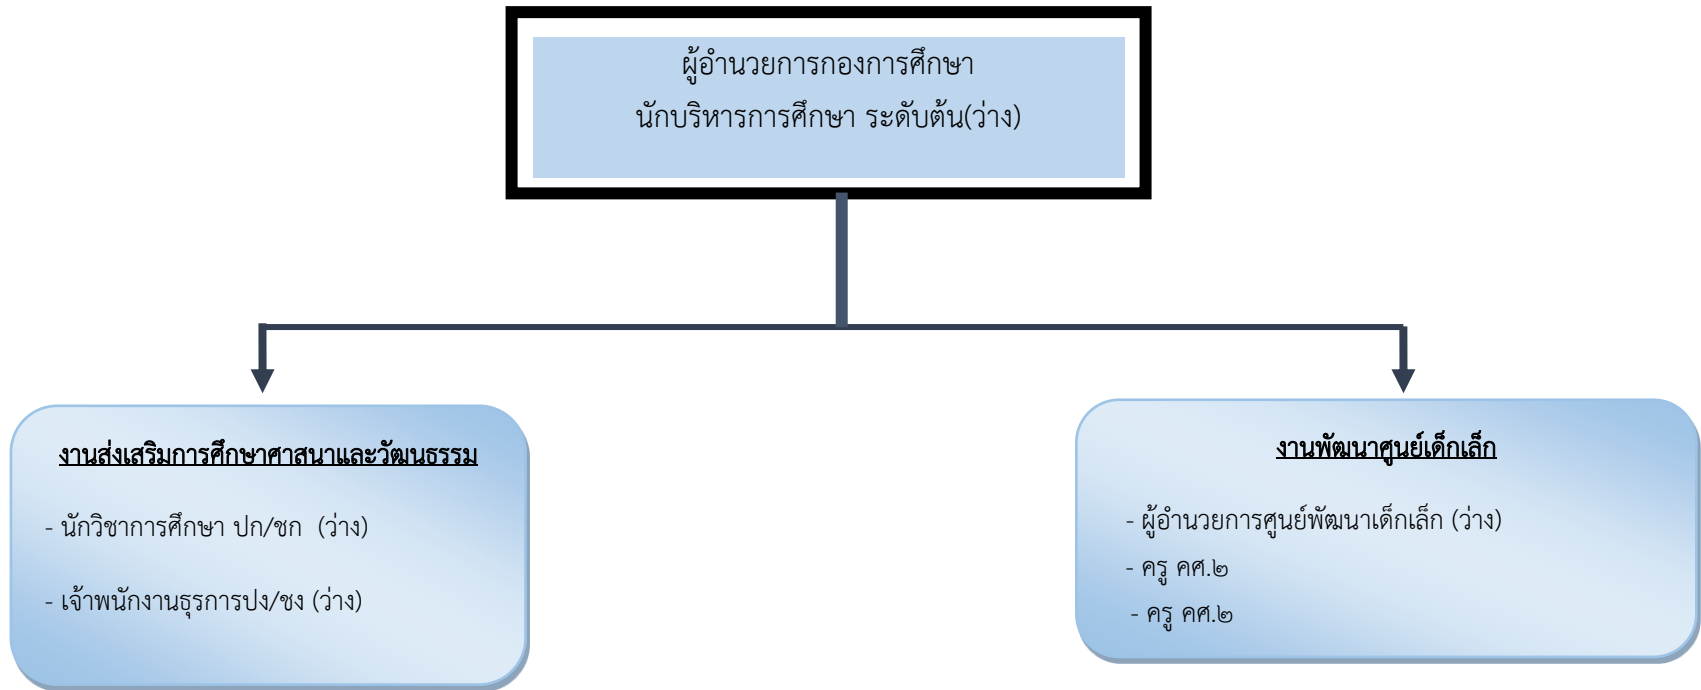 ผู้อำนวยการกองการศึกษา
นักบริหารการศึกษา ระดับต้น(ว่าง)
งานส่งเสริมการศึกษาศาสนาและวัฒนธรรม
- นักวิชาการศึกษา ปก/ชก (ว่าง)
- เจ้าพนักงานธุรการปง/ชง (ว่าง)
งานพัฒนาศูนย์เด็กเล็ก
- ผู้อำนวยการศูนย์พัฒนาเด็กเล็ก (ว่าง)
- ครู คศ.๒
- ครู คศ.๒